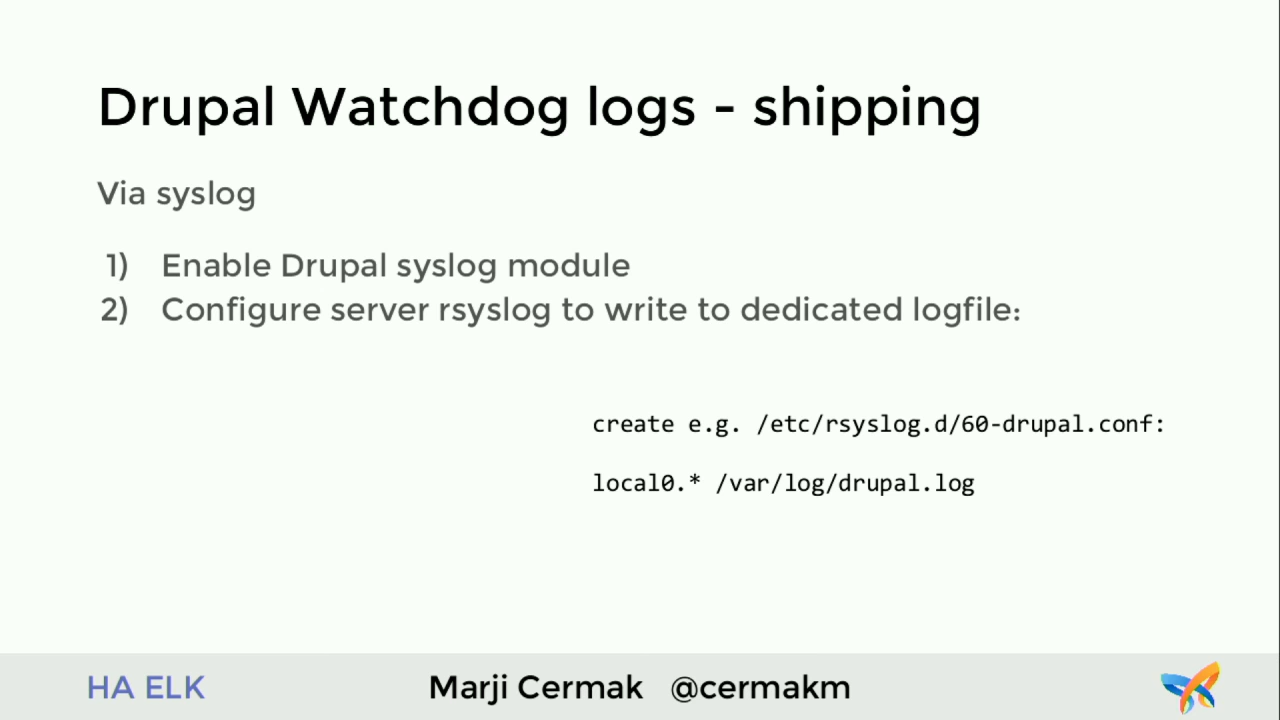 Drupal Watchdog logs - shipping
Via syslog
1) Enable Drupal syslog module
2) Configure server rsyslog to write to dedicated logfile:
create e.g. /etc/rsyslog.d/60-drupal.conf:
local0.* /var/log/drupal.log
HA ELK Marji Cermak @cermakm